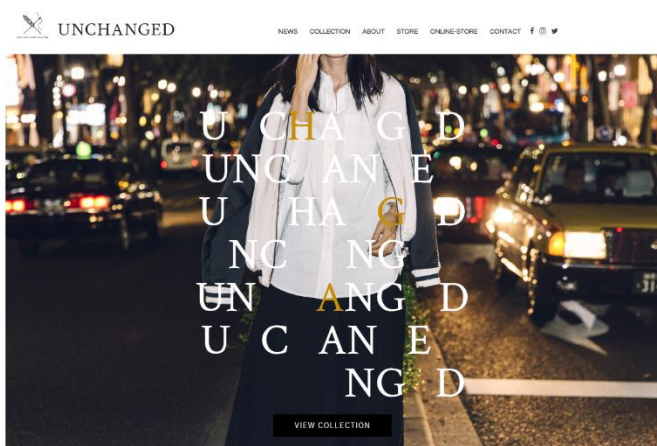 UNCHANGED
NEWS COLLECTION ABOUT STORE ONLINE-STORE CONTACT
U CHA G D
UNC AN E
U HA G D
NC NG
UN ANG D
U C AN E
NG D
VIEW COLLECTION